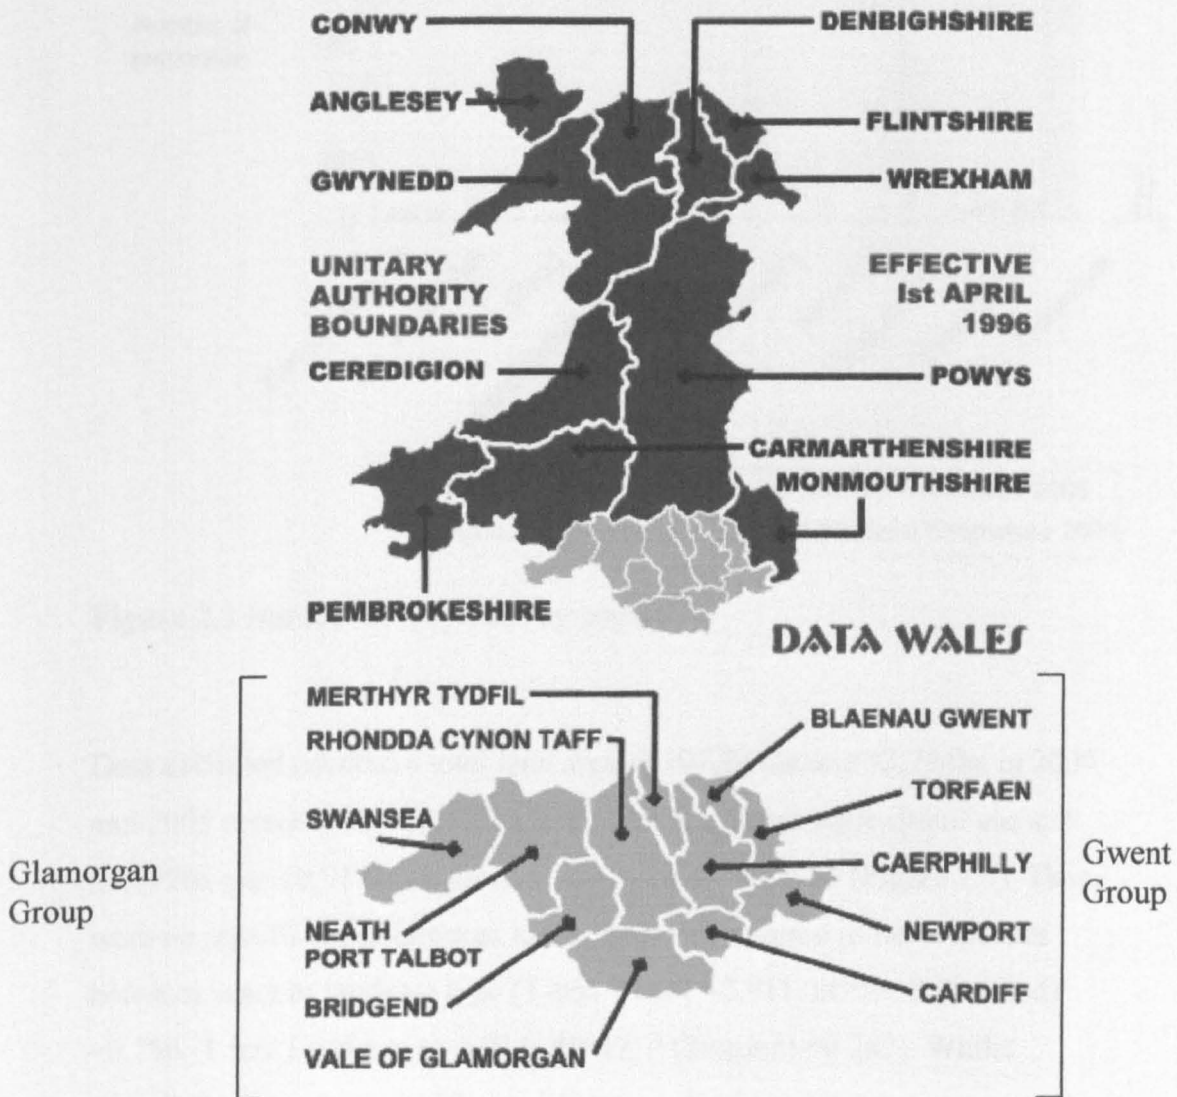 CONWY
DENBIGHSHIRE
ANGLESEY
FLINTSHIRE
GWYNEDD
WREXHAM
UNITARY
AUTHORITY
BOUNDARIES
EFFECTIVE
Ist APRIL
1996
CEREDIGION
POWYS
CARMARTHENSHIRE
MONMOUTHSHIRE
PEMBROKESHIRE
DATA WALES
MERTHYR TYDFIL
BLAENAU GWENT
RHONDDA CYNON TAFF
TORFAEN
SWANSEA
CAERPHILLY
Glamorgan
Group
Gwent
Group
NEATH
PORT TALBOT
NEWPORT
BRIDGEND
CARDIFF
VALE OF GLAMORGAN